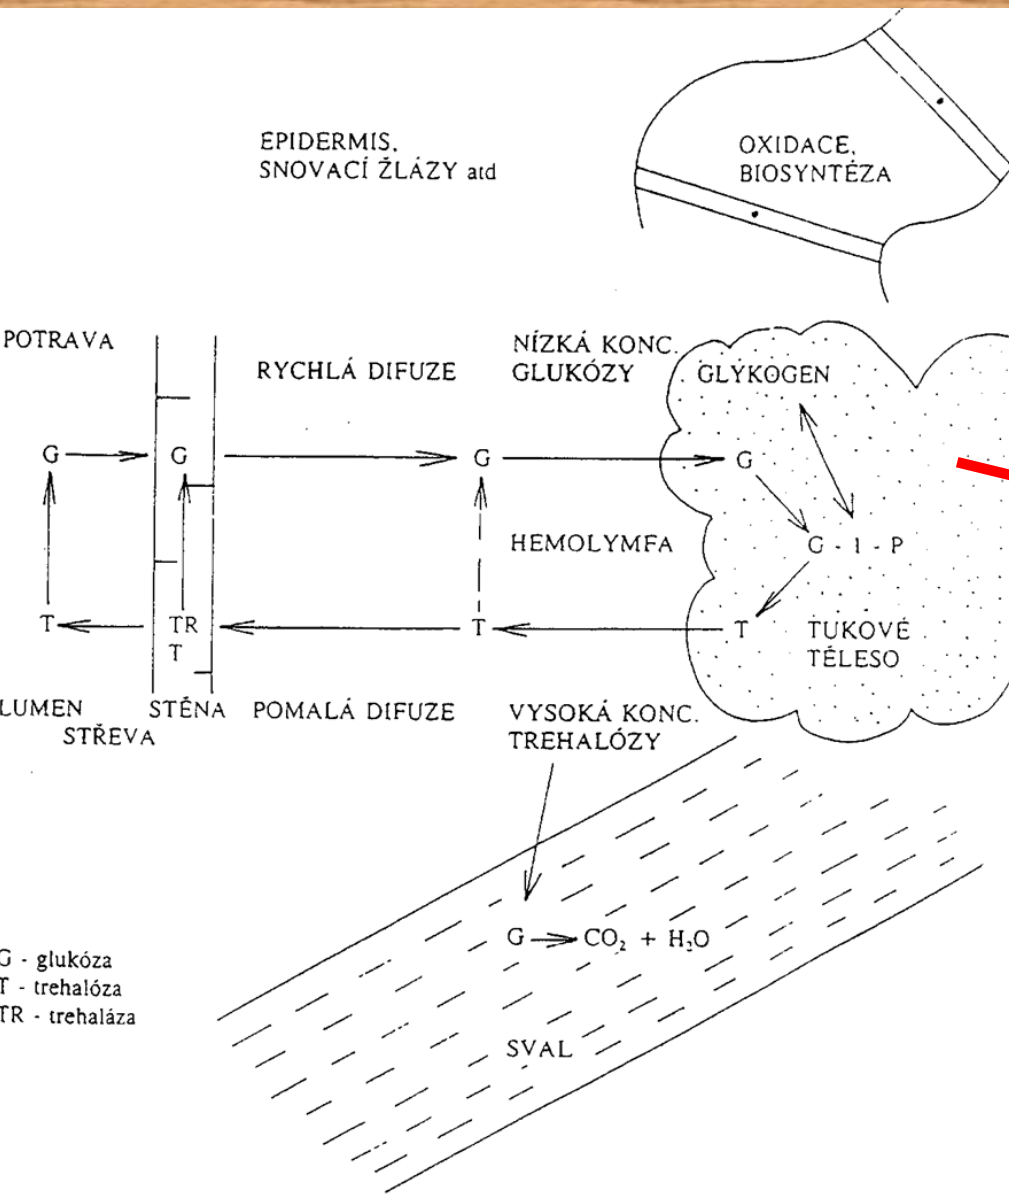 EPIDERMIS,
SNOVACÍ ŽLÁZY atd
OXIDACE,
BIOSYNTÉZA
POTRAVA
RYCHLÁ DIFUZE
NÍZKÁ KONC.
GLUKÓZY
GLYKOGEN
G
G
G
G
HEMOLYMFA
G - 1 - P
T
TR
T
T
T
TUKOVÉ
TĚLESO
LUMEN
STŘEVA
STĚNA
POMALÁ DIFUZE
VYSOKÁ KONC.
TREHALÓZY
G
CO₂ + H₂O
G - glukóza
T - trehalóza
TR - trehaláza
SVAL